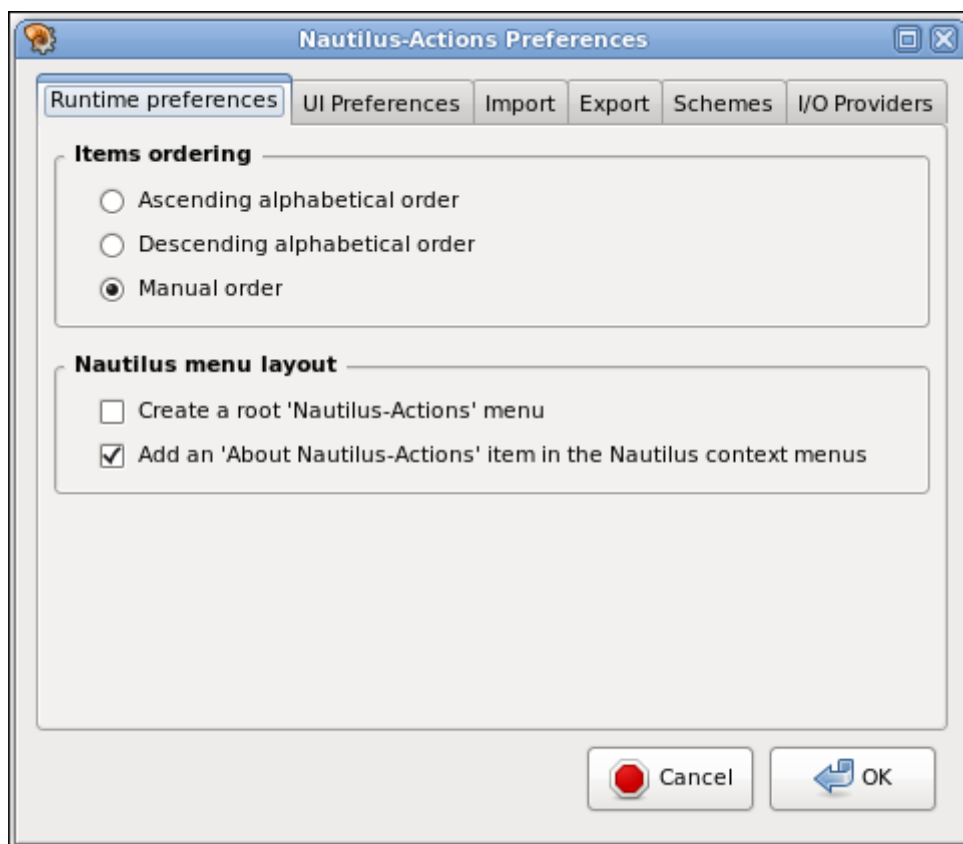 Nautilus-Actions Preferences
Runtime preferences UI Preferences Import Export Schemes I/O Providers
Items ordering
Ascending alphabetical order
Descending alphabetical order
Manual order
Nautilus menu layout
Create a root 'Nautilus-Actions' menu
Add an 'About Nautilus-Actions' item in the Nautilus context menus
Cancel OK